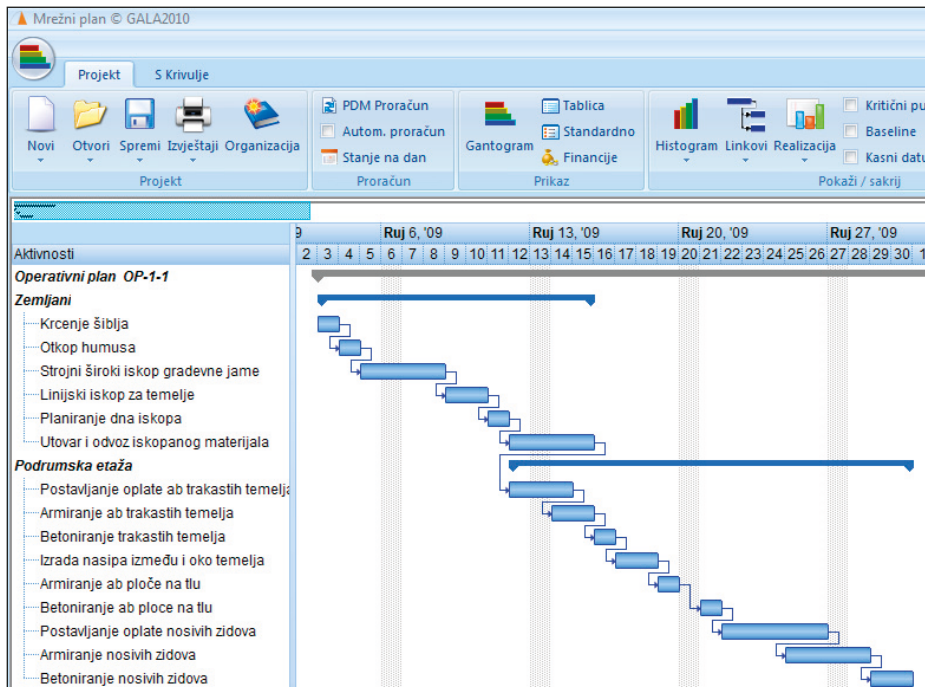 Mrežni plan © GALA2010
Projekt S Krivulje
Novi Otvori Spremi Izvještaji Organizacija
Projekt
PDM Proračun
Autom. proračun
Stanje na dan
Proračun
Gantogram
Tablica
Standardno
Financije
Prikaz
Histogram Linkovi Realizacija
Kritični pu
Baseline
Kasni datu
Pokaži / sakrij
9 Ruj 6, '09 Ruj 13, '09 Ruj 20, '09 Ruj 27, '09
Aktivnosti 2 3 4 5 6 7 8 9 10 11 12 13 14 15 16 17 18 19 20 21 22 23 24 25 26 27 28 29 30 1
Operativni plan OP-1-1
Zemljani
Krcenje šiblja
Otkop humusa
Strojni široki iskop gradevne jame
Linijski iskop za temelje
Planiranje dna iskopa
Utovar i odvoz iskopanog materijala
Podrumska etaža
Postavljanje oplate ab trakastih temelja
Armiranje ab trakastih temelja
Betoniranje trakastih temelja
Izrada nasipa između i oko temelja
Armiranje ab ploče na tlu
Betoniranje ab ploce na tlu
Postavljanje oplate nosivih zidova
Armiranje nosivih zidova
Betoniranje nosivih zidova